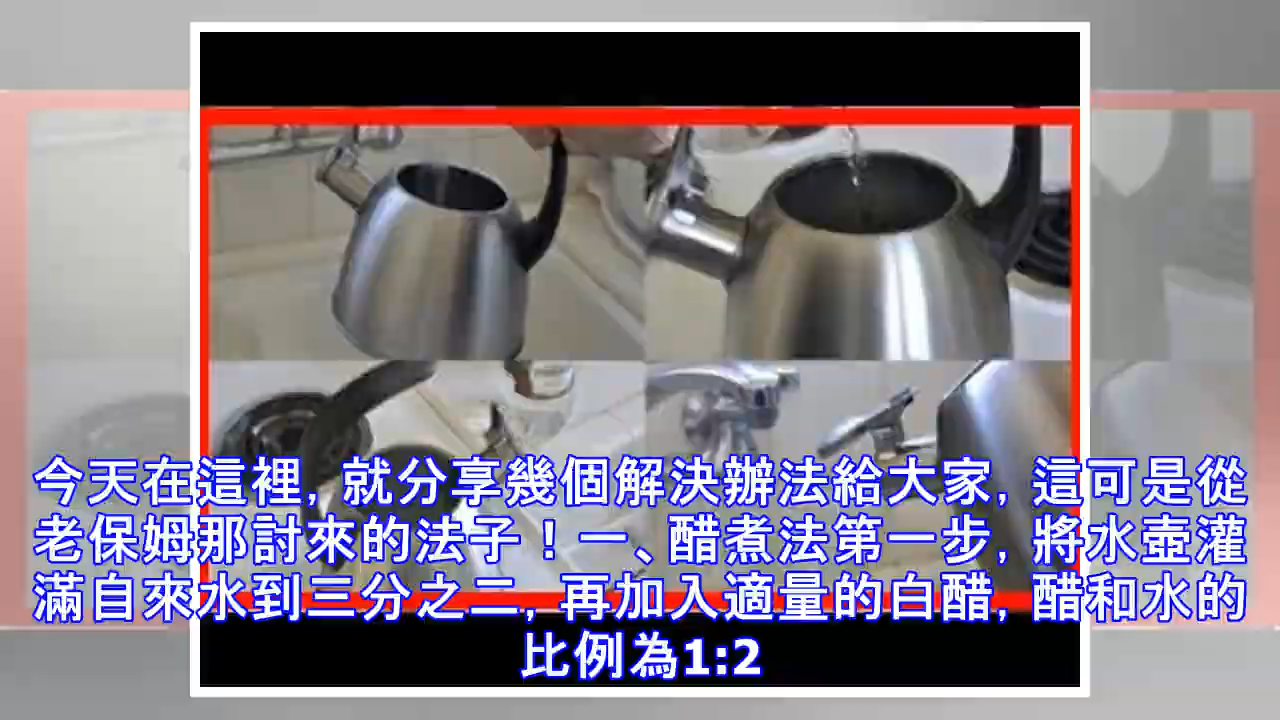 今天在這裡, 就分享幾個解決辦法給大家, 這可是從
老保姆那討來的法子！一、醋煮法第一步, 將水壺灌
滿自來水到三分之二, 再加入適量的白醋, 醋和水的
比例為1:2